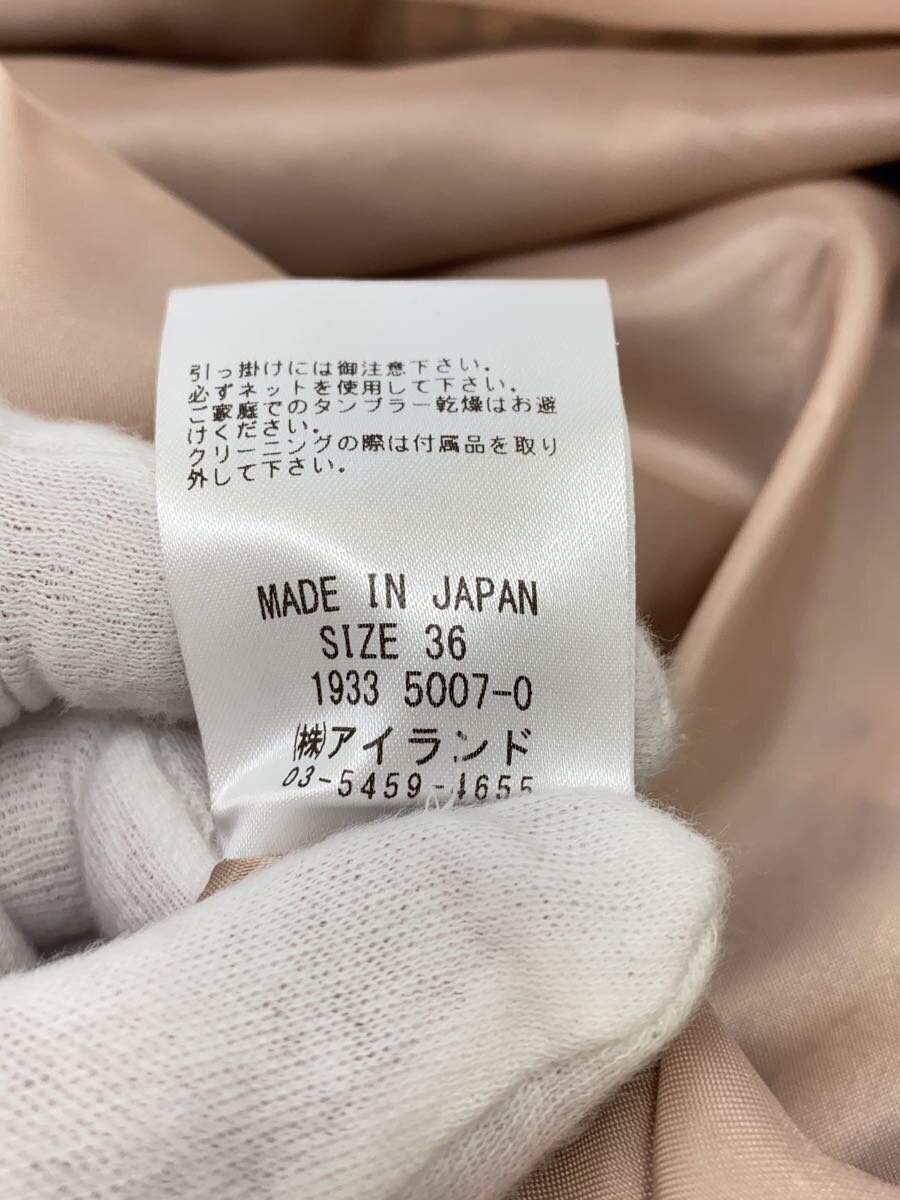 引っ掛けには御注意下さい。
必ずネットを使用して下さい。
ご家庭でのタンブラー乾燥はお避
けください。
クリーニングの際は付属品を取り
外して下さい。
MADE IN JAPAN
SIZE 36
1933 5007-0
㈱アイランド
03-5459-4655